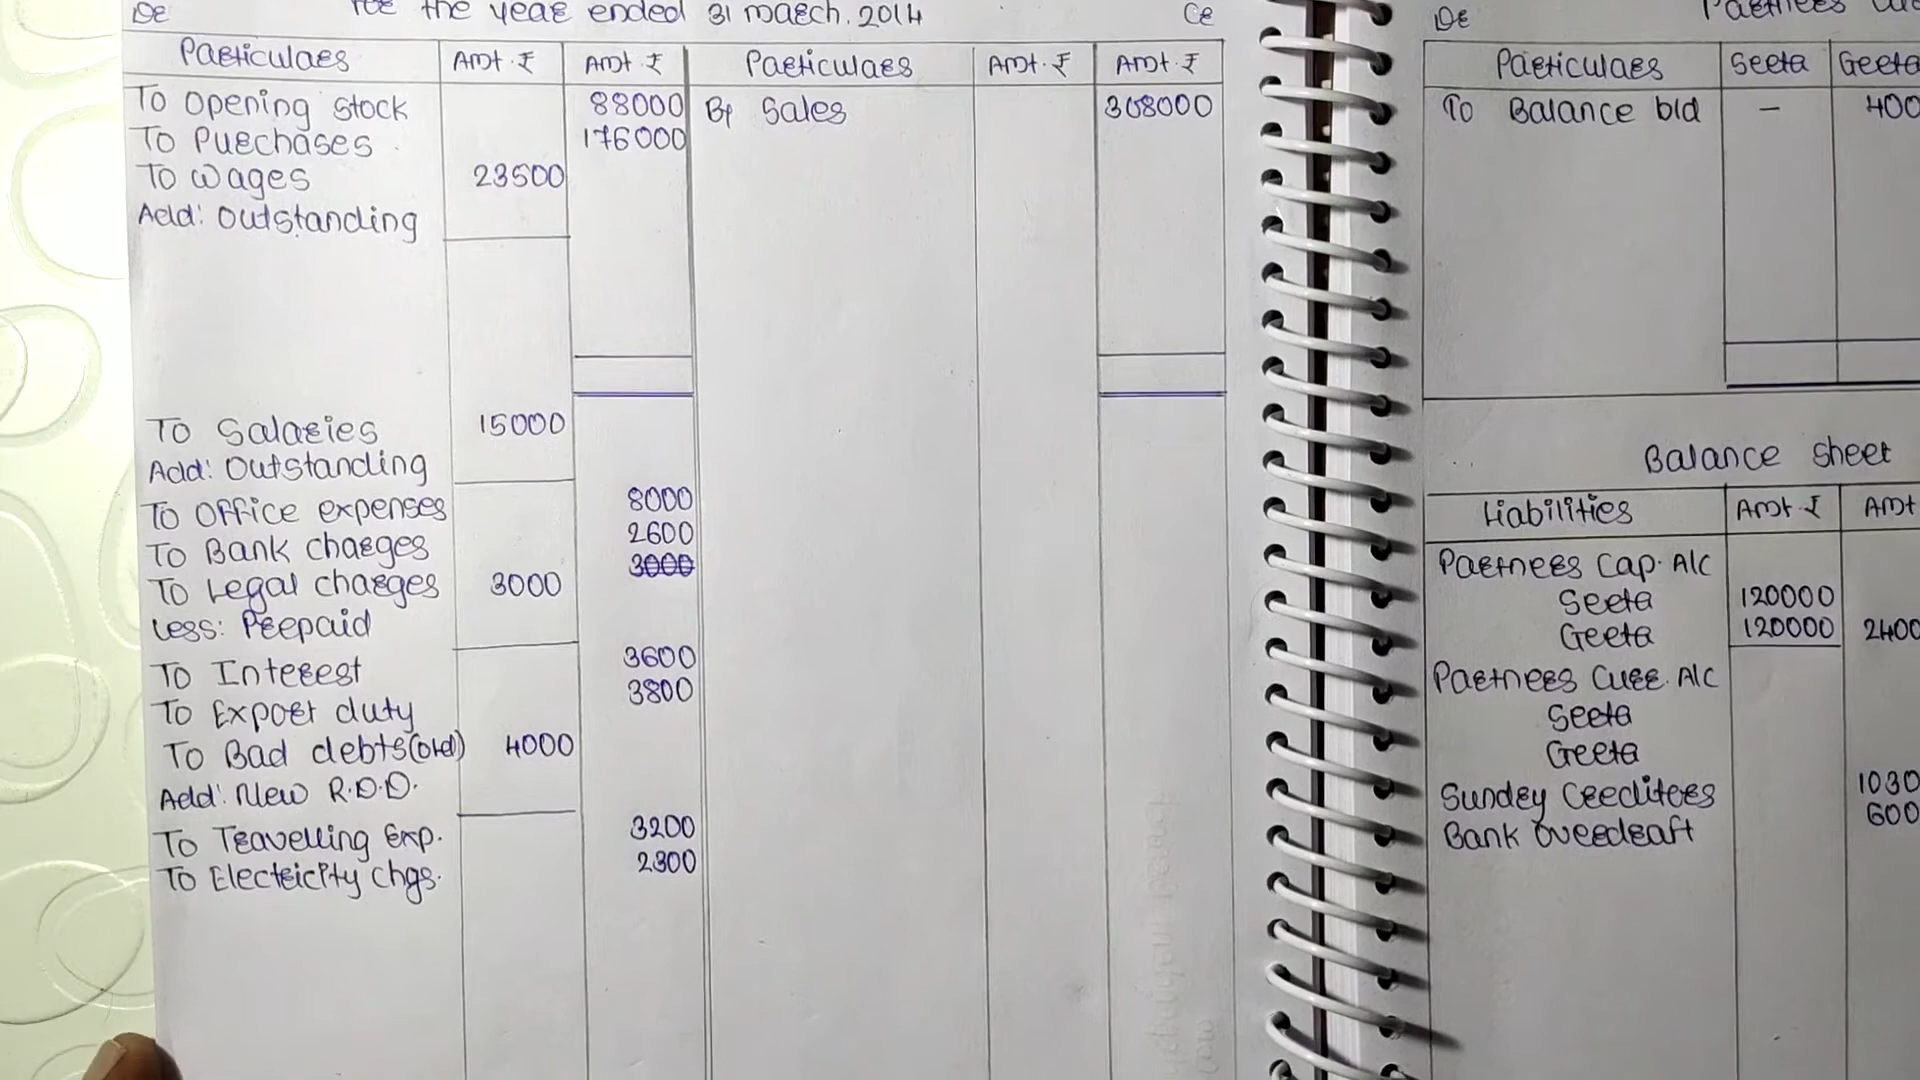 Dr for the year ended 31 march. 2014 Cr
Particulars Amt.₹ Amt.₹ Particulars Amt.₹ Amt.₹
To Opening stock 88000 By Sales 308000
To Purchases 176000
To Wages 23500
Add: Outstanding
To Salaries 15000
Add: Outstanding
To Office expenses 8000
To Bank charges 2600
To Legal charges 3000 3000
Less: Prepaid
To Interest 3600
To Export duty 3800
To Bad debts(old) 4000
Add: New R.D.D.
To Travelling Exp. 3200
To Electricity Chgs. 2300
Dr Partners
Particulars Seeta Geeta
To Balance b/d - 400
Balance sheet
Liabilities Amt.₹ Amt
Partners Cap. A/c
Seeta 120000
Geeta 120000 2400
Partners Curr. A/c
Seeta
Geeta
Sundry Creditors 1030
Bank Overdraft 600